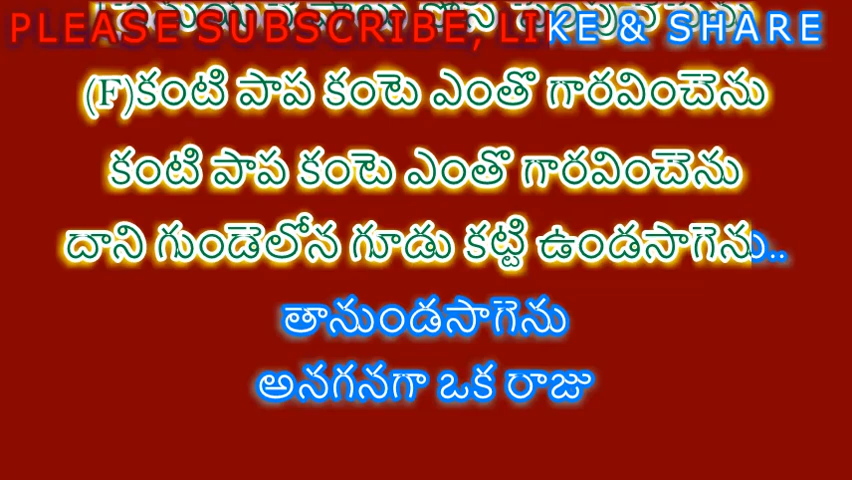 PLEASE SUBSCRIBE, LIKE & SHARE
(F)కంటి పాప కంటె ఎంతొ గారవించెను
కంటి పాప కంటె ఎంతొ గారవించెను
దాని గుండెలోన గూడు కట్టి ఉండసాగెను..
తానుండసాగెను
అనగనగా ఒక రాజు